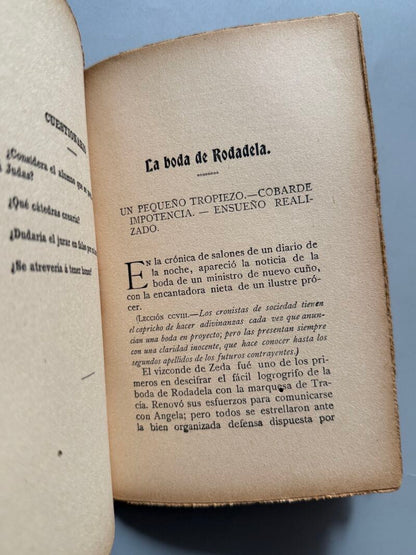 CUESTIONARIO
¿Considera el alumno que se
Judas?
¿Qué cátedras crearía?
¿Dudaría el jurar en falso
¿Se atrevería á tener
La boda de Rodadela.
UN PEQUEÑO TROPIEZO.—COBARDE
IMPOTENCIA. — ENSUEÑO REALI-
ZADO.
EN la crónica de salones de un diario de
la noche, apareció la noticia de la
boda de un ministro de nuevo cuño,
con la encantadora nieta de un ilustre pró-
cer.
(LECCIÓN CCVIII.—Los cronistas de sociedad tienen
el capricho de hacer adivinanzas cada vez que anun-
cian una boda en proyecto; pero las presentan siempre
con una claridad inocente, que hace conocer hasta los
segundos apellidos de los futuros contrayentes.)
El vizconde de Zeda fué uno de los pri-
meros en descifrar el fácil logrogrifo de la
boda de Rodadela con la marquesa de Tra-
cia. Renovó sus esfuerzos para comunicarse
con Angela; pero todos se estrellaron ante
la bien organizada defensa dispuesta por